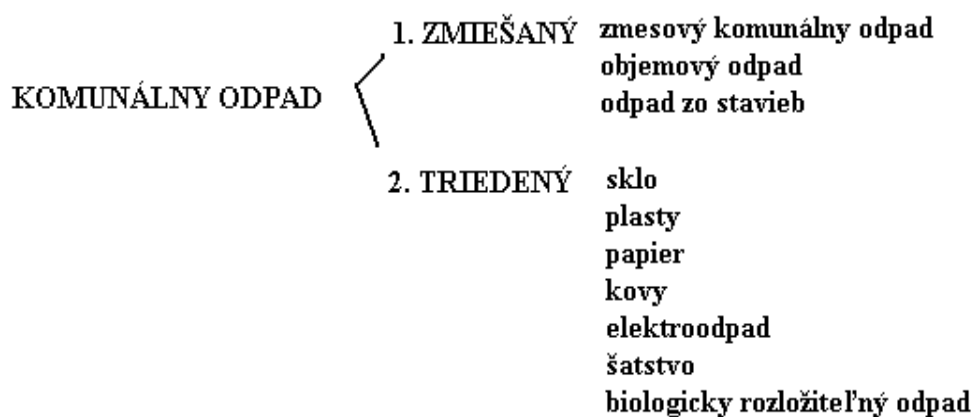 1. ZMIEŠANÝ zmesový komunálny odpad
objemový odpad
KOMUNÁLNY ODPAD
odpad zo stavieb
2. TRIEDENÝ sklo
plasty
papier
kovy
elektroodpad
šatstvo
biologicky rozložiteľný odpad